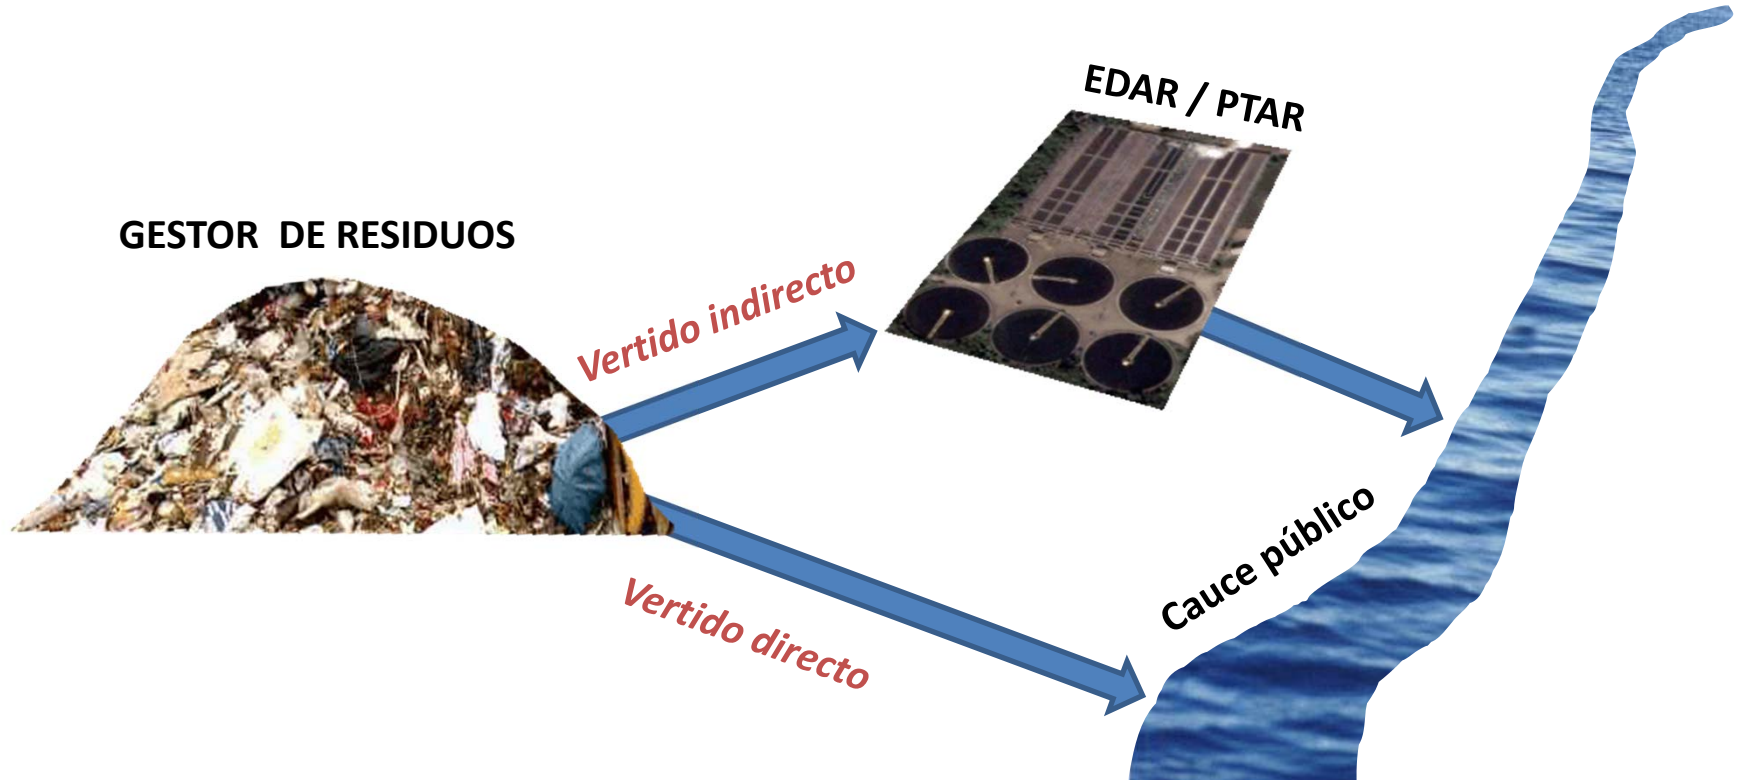 EDAR / PTAR
GESTOR DE RESIDUOS
Vertido indirecto
Cauce público
Vertido directo